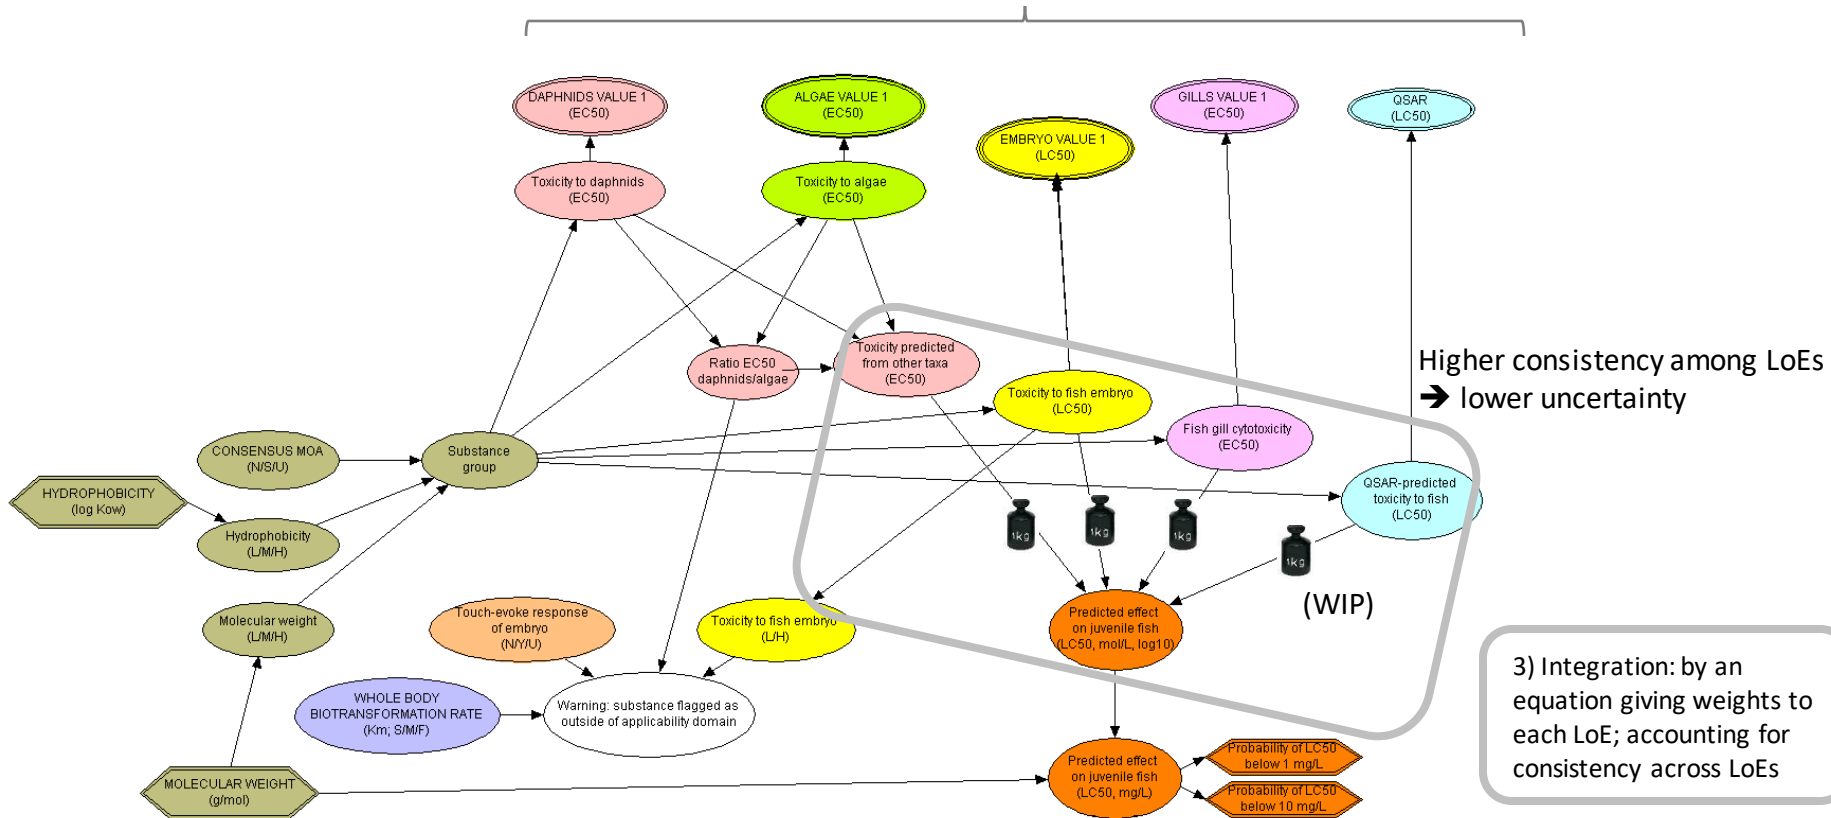 DAPHNIDS VALUE 1
(EC50)
ALGAE VALUE 1
(EC50)
GILLS VALUE 1
(EC50)
QSAR
(LC50)
EMBRYO VALUE 1
(LC50)
Toxicity to daphnids
(EC50)
Toxicity to algae
(EC50)
Ratio EC50
daphnids/algae
Toxicity predicted
from other taxa
(EC50)
Toxicity to fish embryo
(LC50)
Higher consistency among LoEs
➔ lower uncertainty
Fish gill cytotoxicity
(EC50)
CONSENSUS MOA
(N/S/U)
Substance
group
HYDROPHOBICITY
(log Kow)
QSAR-predicted
toxicity to fish
(LC50)
Hydrophobicity
(L/M/H)
1kg
1kg
1kg
1kg
(WIP)
Molecular weight
(L/M/H)
Touch-evoke response
of embryo
(N/Y/U)
Toxicity to fish embryo
(L/H)
Predicted effect
on juvenile fish
(LC50, mol/L, log10)
WHOLE BODY
BIOTRANSFORMATION RATE
(Km; S/M/F)
Warning: substance flagged as
outside of applicability domain
3) Integration: by an
equation giving weights to
each LoE; accounting for
consistency across LoEs
MOLECULAR WEIGHT
(g/mol)
Predicted effect
on juvenile fish
(LC50, mg/L)
Probability of LC50
below 1 mg/L
Probability of LC50
below 10 mg/L